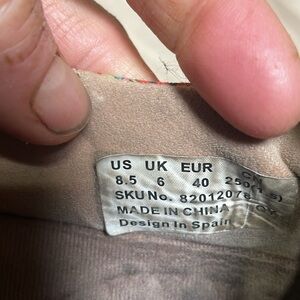 US UK EUR
8.5 6 40
SKU No. 8201207
MADE IN CHINA
Design In Spain